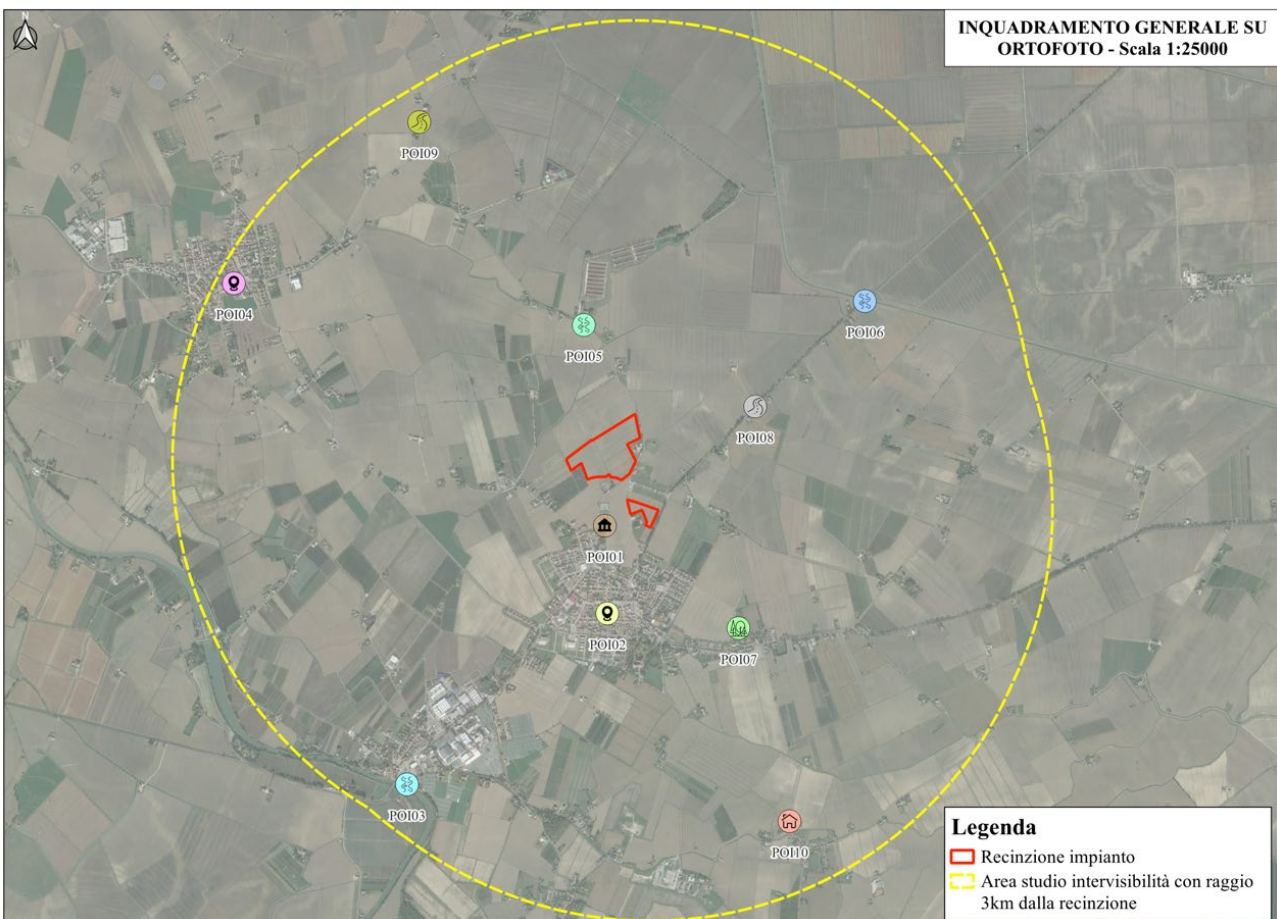 N
INQUADRAMENTO GENERALE SU
ORTOFOTO - Scala 1:25000
POI09
POI04
POI05
POI06
POI08
POI01
POI02
POI07
POI03
POI10
Legenda
Recinzione impianto
Area studio intervisibilità con raggio
3km dalla recinzione